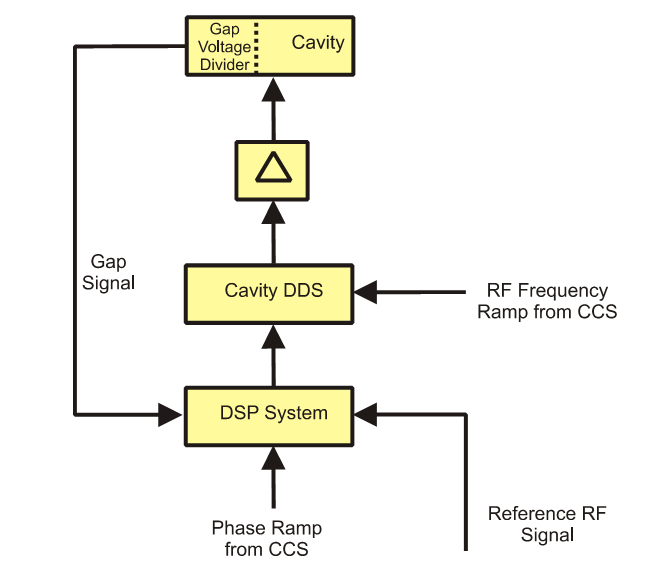 Gap
Voltage
Divider
Cavity
Gap
Signal
Cavity DDS
RF Frequency
Ramp from CCS
DSP System
Phase Ramp
from CCS
Reference RF
Signal